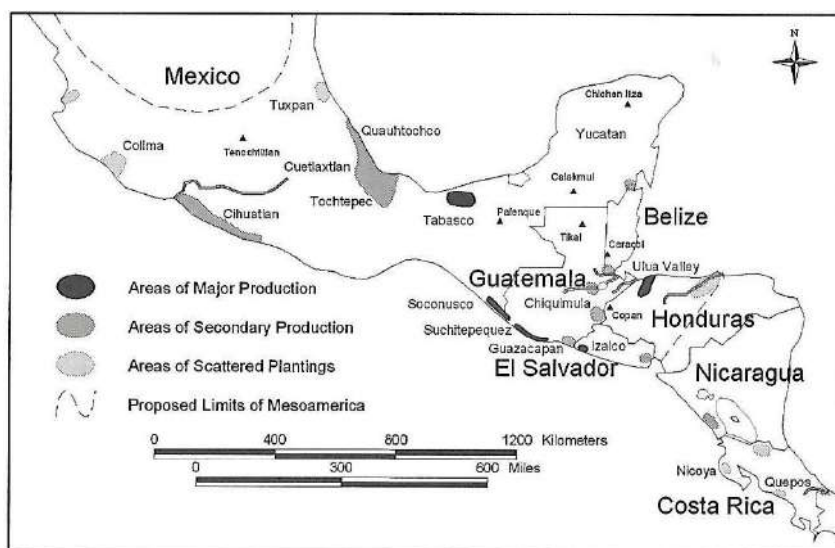 N
Mexico
Chichen Itza
Tuxpan
Yucatan
Quauhtochco
Colima
Tenochtitlan
Cuetlaxtlan
Calakmul
Tochtepec
Belize
Cihuatlan
Tabasco
Palenque
Tikal
Caracol
Ulua Valley
Guatemala
Areas of Major Production
Soconusco
Chiquimula
Copan
Honduras
Areas of Secondary Production
Suchitepequez
Guazacapan
Izalco
El Salvador
Areas of Scattered Plantings
Nicaragua
Proposed Limits of Mesoamerica
0 400 800 1200 Kilometers
0 300 600 Miles
Nicoya
Quepos
Costa Rica